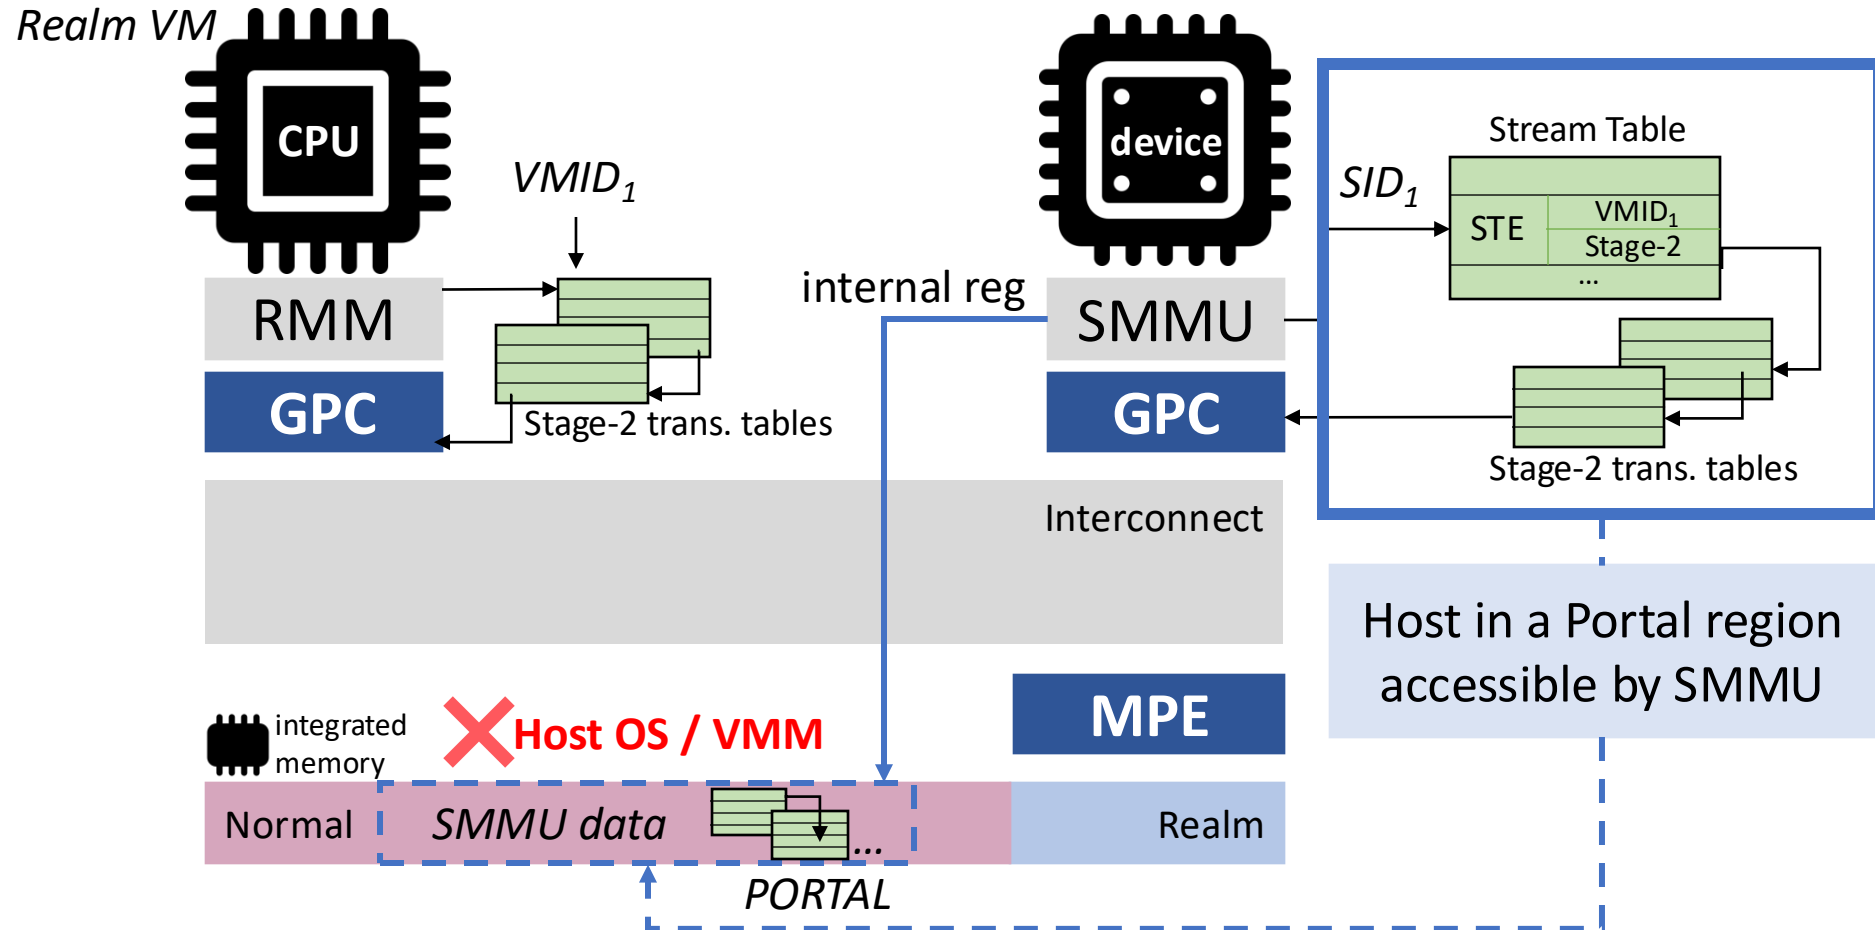 Realm VM
CPU
VMID1
RMM
GPC
Stage-2 trans. tables
device
internal reg
SMMU
GPC
Stream Table
SID1
STE
VMID1
Stage-2
...
Stage-2 trans. tables
Interconnect
Host in a Portal region
accessible by SMMU
MPE
integrated
memory
Host OS / VMM
Normal
SMMU data
...
Realm
PORTAL